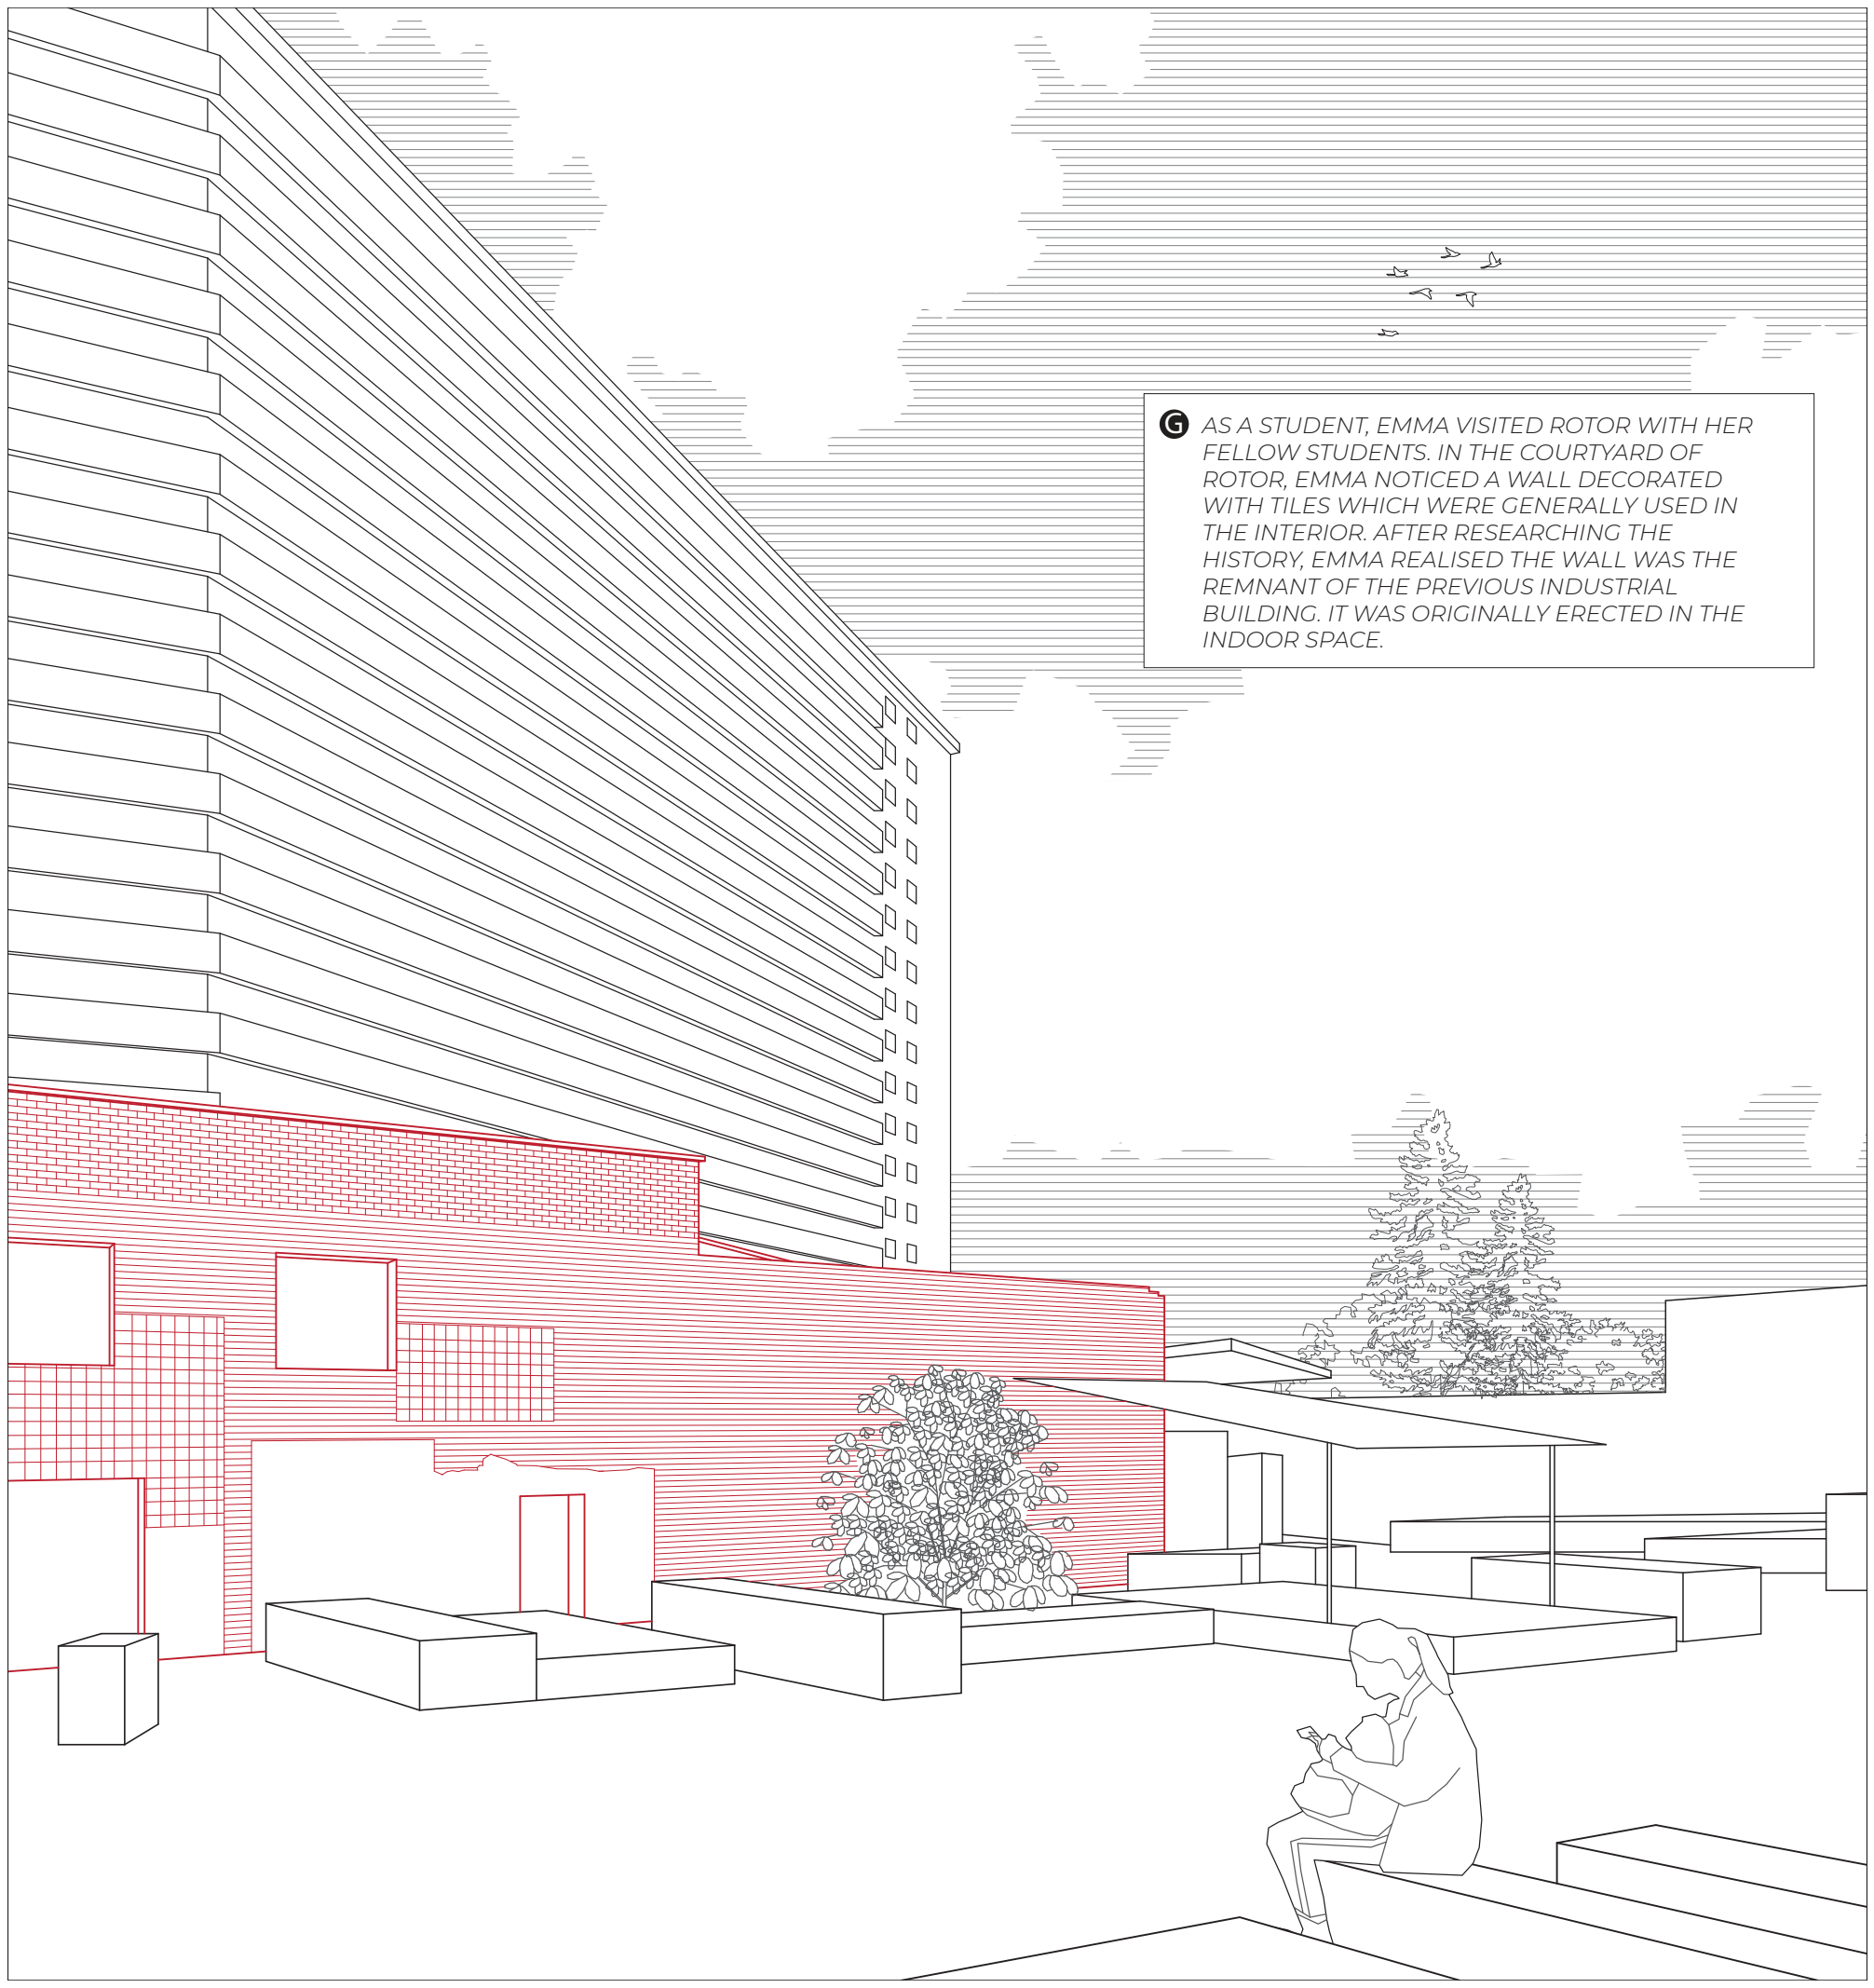 G AS A STUDENT, EMMA VISITED ROTOR WITH HER
FELLOW STUDENTS. IN THE COURTYARD OF
ROTOR, EMMA NOTICED A WALL DECORATED
WITH TILES WHICH WERE GENERALLY USED IN
THE INTERIOR. AFTER RESEARCHING THE
HISTORY, EMMA REALISED THE WALL WAS THE
REMNANT OF THE PREVIOUS INDUSTRIAL
BUILDING. IT WAS ORIGINALLY ERECTED IN THE
INDOOR SPACE.